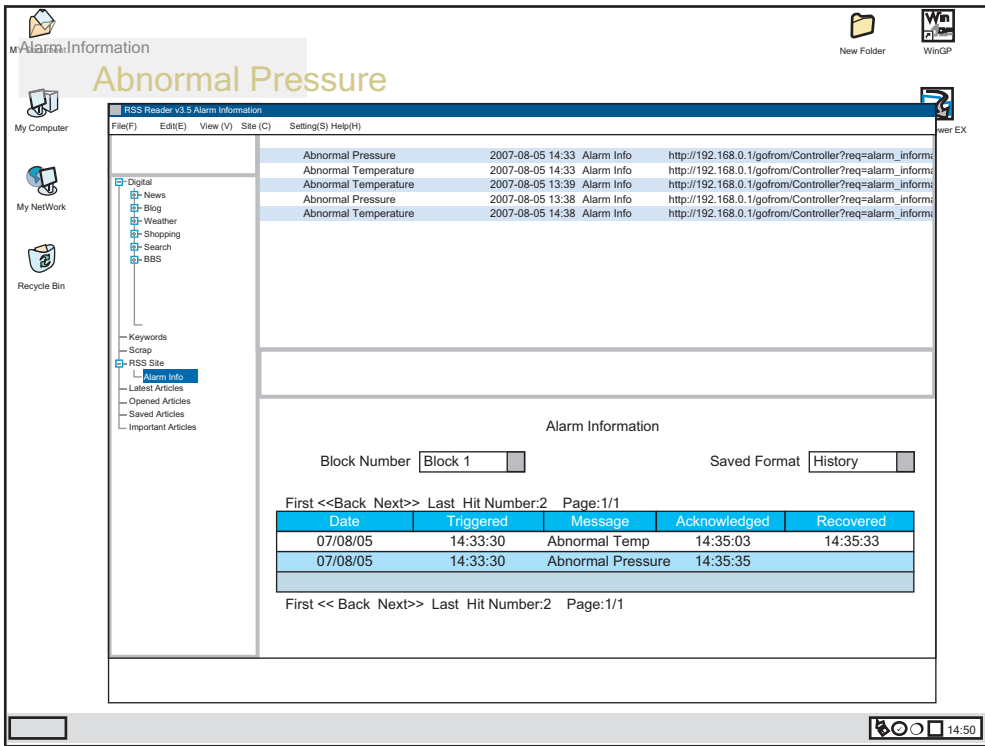 MY Document
Alarm Information
Abnormal Pressure
New Folder
WinGP
Win
My Computer
wer EX
My NetWork
Recycle Bin
RSS Reader v3.5 Alarm Information
File(F) Edit(E) View (V) Site (C) Setting(S) Help(H)
Digital
News
Blog
Weather
Shopping
Search
BBS
Keywords
Scrap
RSS Site
Alarm Info
Latest Articles
Opened Articles
Saved Articles
Important Articles
Abnormal Pressure 2007-08-05 14:33 Alarm Info http://192.168.0.1/gofrom/Controller?req=alarm_informa
Abnormal Temperature 2007-08-05 14:33 Alarm Info http://192.168.0.1/gofrom/Controller?req=alarm_informa
Abnormal Temperature 2007-08-05 13:39 Alarm Info http://192.168.0.1/gofrom/Controller?req=alarm_informa
Abnormal Pressure 2007-08-05 13:38 Alarm Info http://192.168.0.1/gofrom/Controller?req=alarm_informa
Abnormal Temperature 2007-08-05 14:38 Alarm Info http://192.168.0.1/gofrom/Controller?req=alarm_informa
Alarm Information
Block Number Block 1 Saved Format History
First <<Back Next>> Last Hit Number:2 Page:1/1
Date Triggered Message Acknowledged Recovered
07/08/05 14:33:30 Abnormal Temp 14:35:03 14:35:33
07/08/05 14:33:30 Abnormal Pressure 14:35:35
First << Back Next>> Last Hit Number:2 Page:1/1
14:50